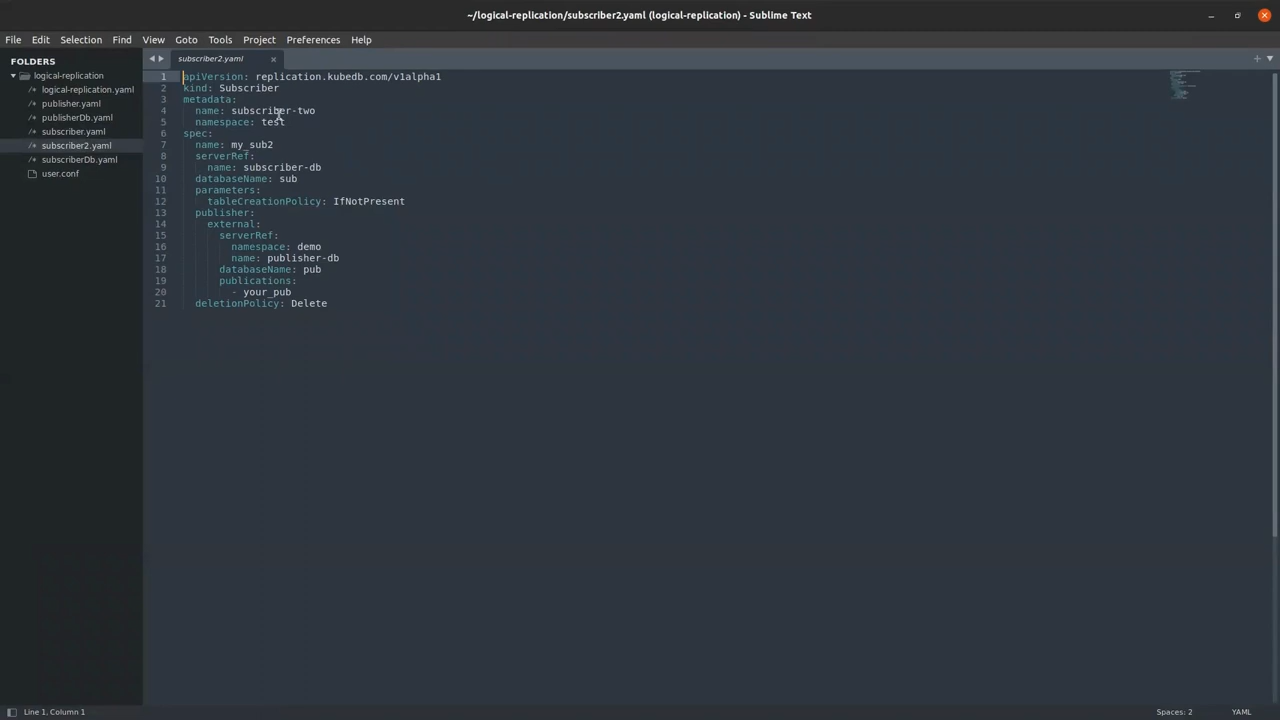 ~/logical-replication/subscriber2.yaml (logical-replication) - Sublime Text
File Edit Selection Find View Goto Tools Project Preferences Help
FOLDERS
logical-replication
/* logical-replication.yaml
/* publisher.yaml
/* publisherDb.yaml
/* subscriber.yaml
/* subscriber2.yaml
/* subscriberDb.yaml
user.conf
subscriber2.yaml ×
1 apiVersion: replication.kubedb.com/v1alpha1
2 kind: Subscriber
3 metadata:
4 name: subscriber-two
5 namespace: test
6 spec:
7 name: my_sub2
8 serverRef:
9 name: subscriber-db
10 databaseName: sub
11 parameters:
12 tableCreationPolicy: IfNotPresent
13 publisher:
14 external:
15 serverRef:
16 namespace: demo
17 name: publisher-db
18 databaseName: pub
19 publications:
20 - your_pub
21 deletionPolicy: Delete
Line 1, Column 1
Spaces: 2 YAML